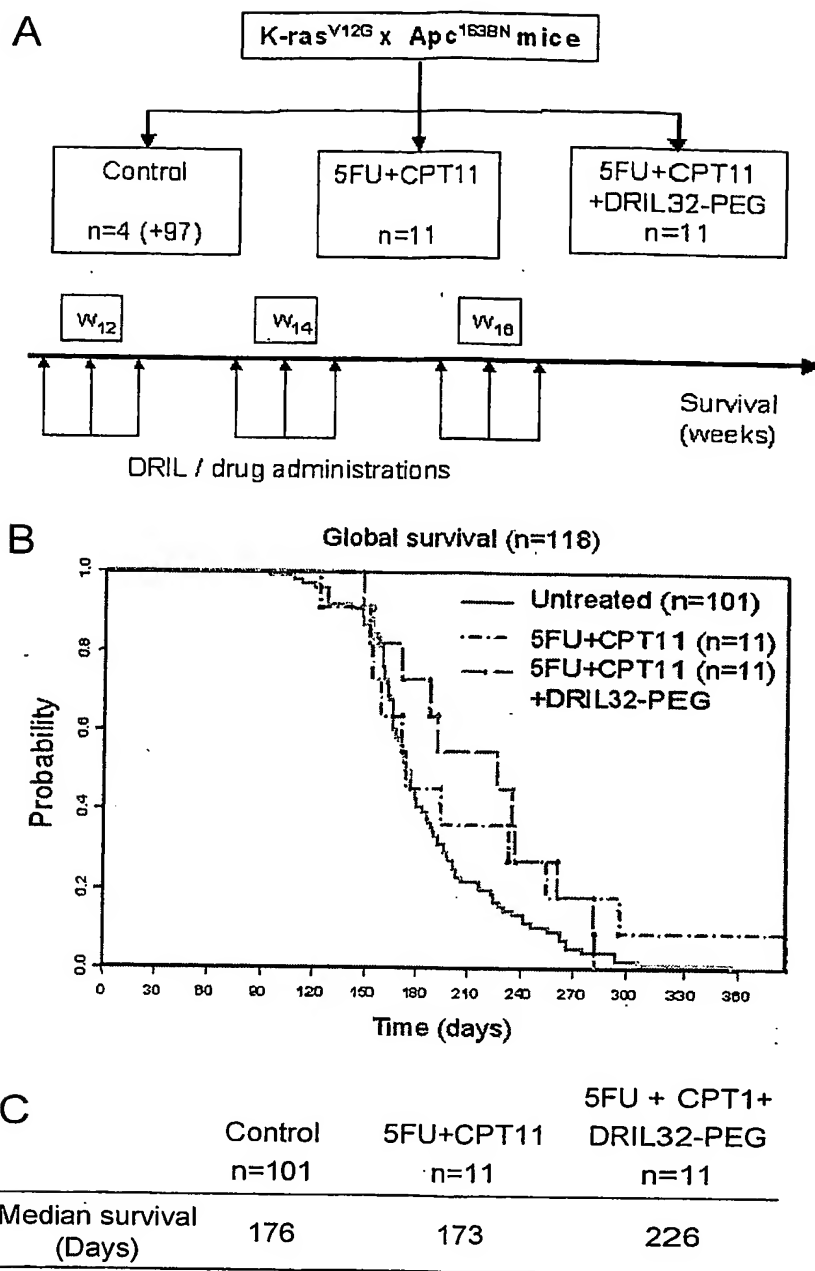 A
K-rasV12G x Apc1638N mice
Control
n=4 (+97)
5FU+CPT11
n=11
5FU+CPT11
+DRIL32-PEG
n=11
W12
W14
W16
Survival
(weeks)
DRIL / drug administrations
B
Global survival (n=118)
Untreated (n=101)
5FU+CPT11 (n=11)
5FU+CPT11 (n=11)
+DRIL32-PEG
Probability
1.0
0.8
0.6
0.4
0.2
0.0
0 30 60 90 120 150 180 210 240 270 300 330 360
Time (days)
C
Control
n=101
5FU+CPT11
n=11
5FU + CPT1+
DRIL32-PEG
n=11
Median survival
(Days)
176 173 226